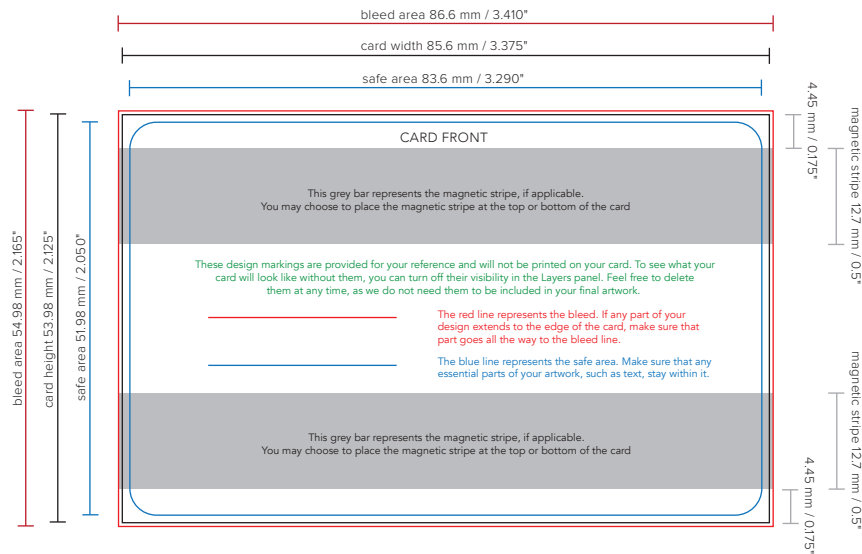 bleed area 86.6 mm / 3.410"
card width 85.6 mm / 3.375"
safe area 83.6 mm / 3.290"
bleed area 54.98 mm / 2.165"
card height 53.98 mm / 2.125"
safe area 51.98 mm / 2.050"
CARD FRONT
4.45 mm / 0.175"
magnetic stripe 12.7 mm / 0.5"
This grey bar represents the magnetic stripe, if applicable.
You may choose to place the magnetic stripe at the top or bottom of the card
These design markings are provided for your reference and will not be printed on your card. To see what your
card will look like without them, you can turn off their visibility in the Layers panel. Feel free to delete
them at any time, as we do not need them to be included in your final artwork.
The red line represents the bleed. If any part of your
design extends to the edge of the card, make sure that
part goes all the way to the bleed line.
The blue line represents the safe area. Make sure that any
essential parts of your artwork, such as text, stay within it.
This grey bar represents the magnetic stripe, if applicable.
You may choose to place the magnetic stripe at the top or bottom of the card
magnetic stripe 12.7 mm / 0.5"
4.45 mm / 0.175"